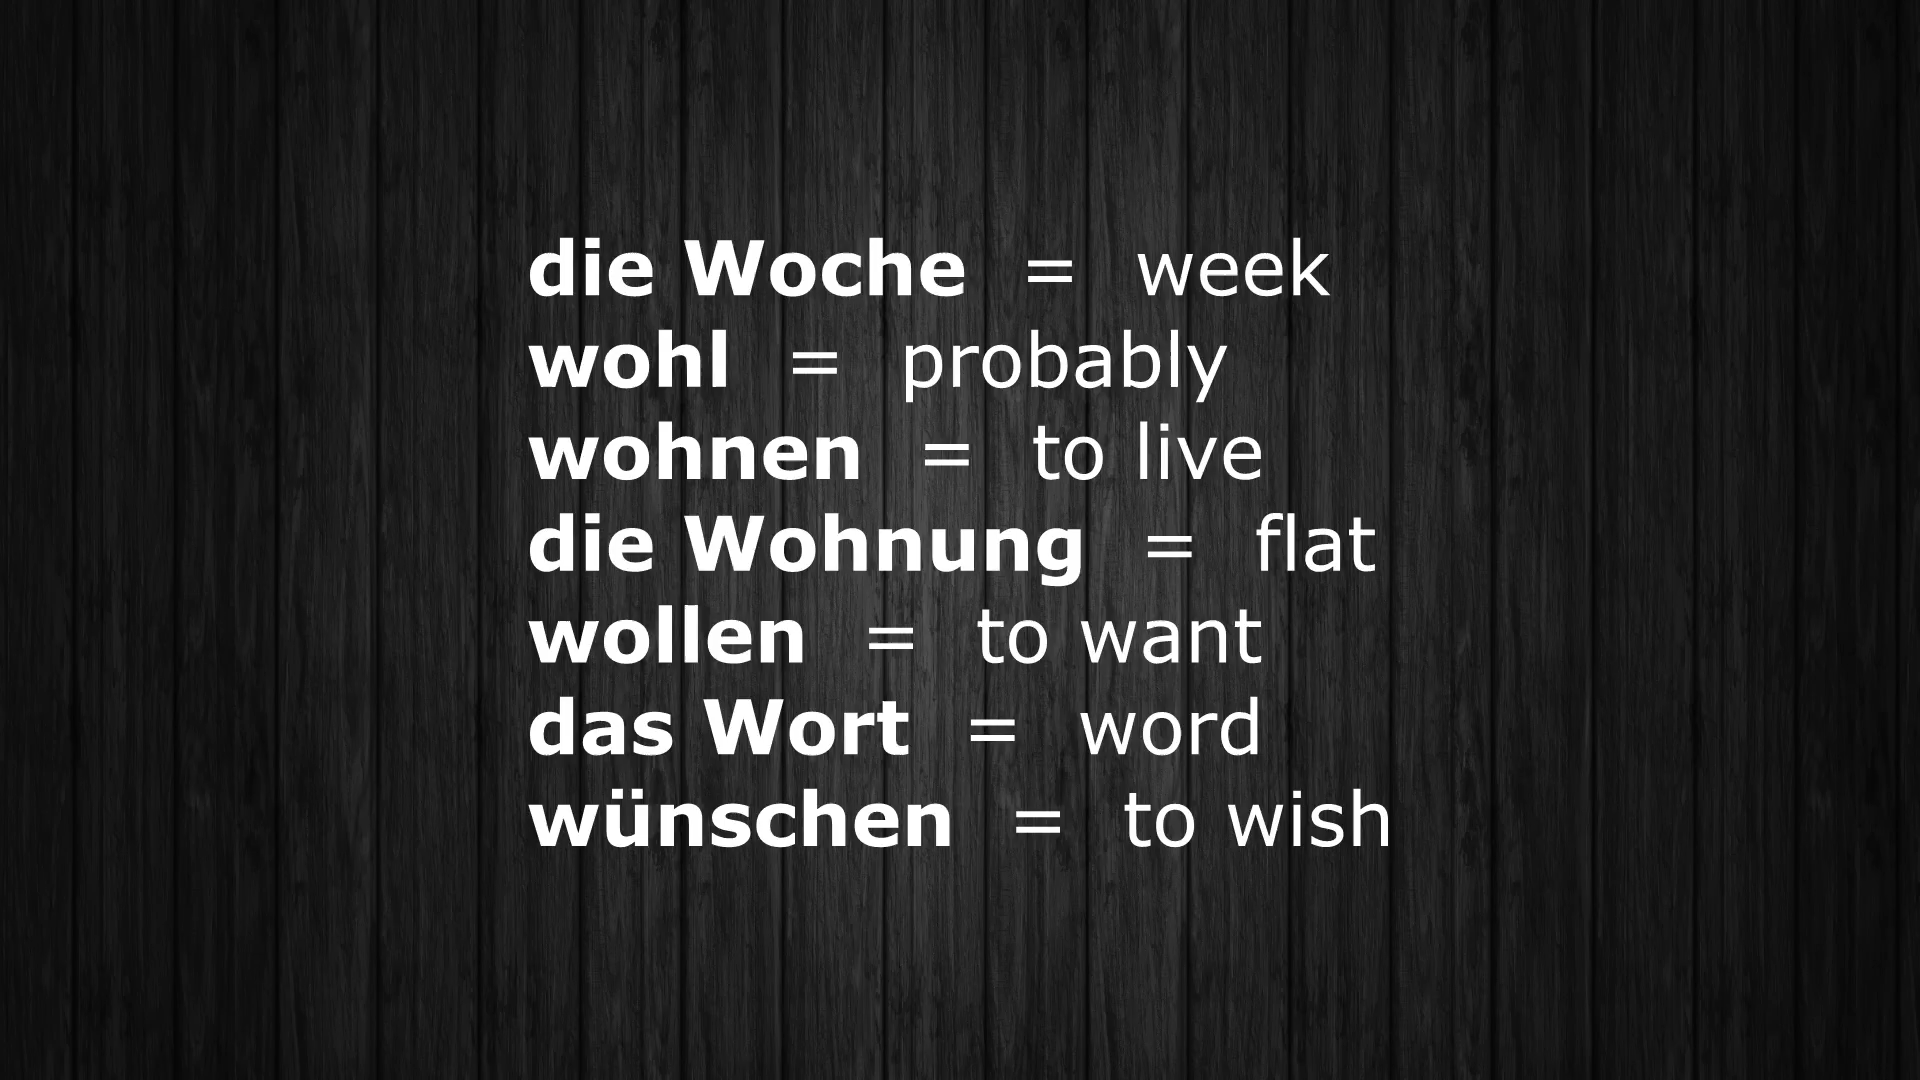 die Woche = week
wohl = probably
wohnen = to live
die Wohnung = flat
wollen = to want
das Wort = word
wünschen = to wish